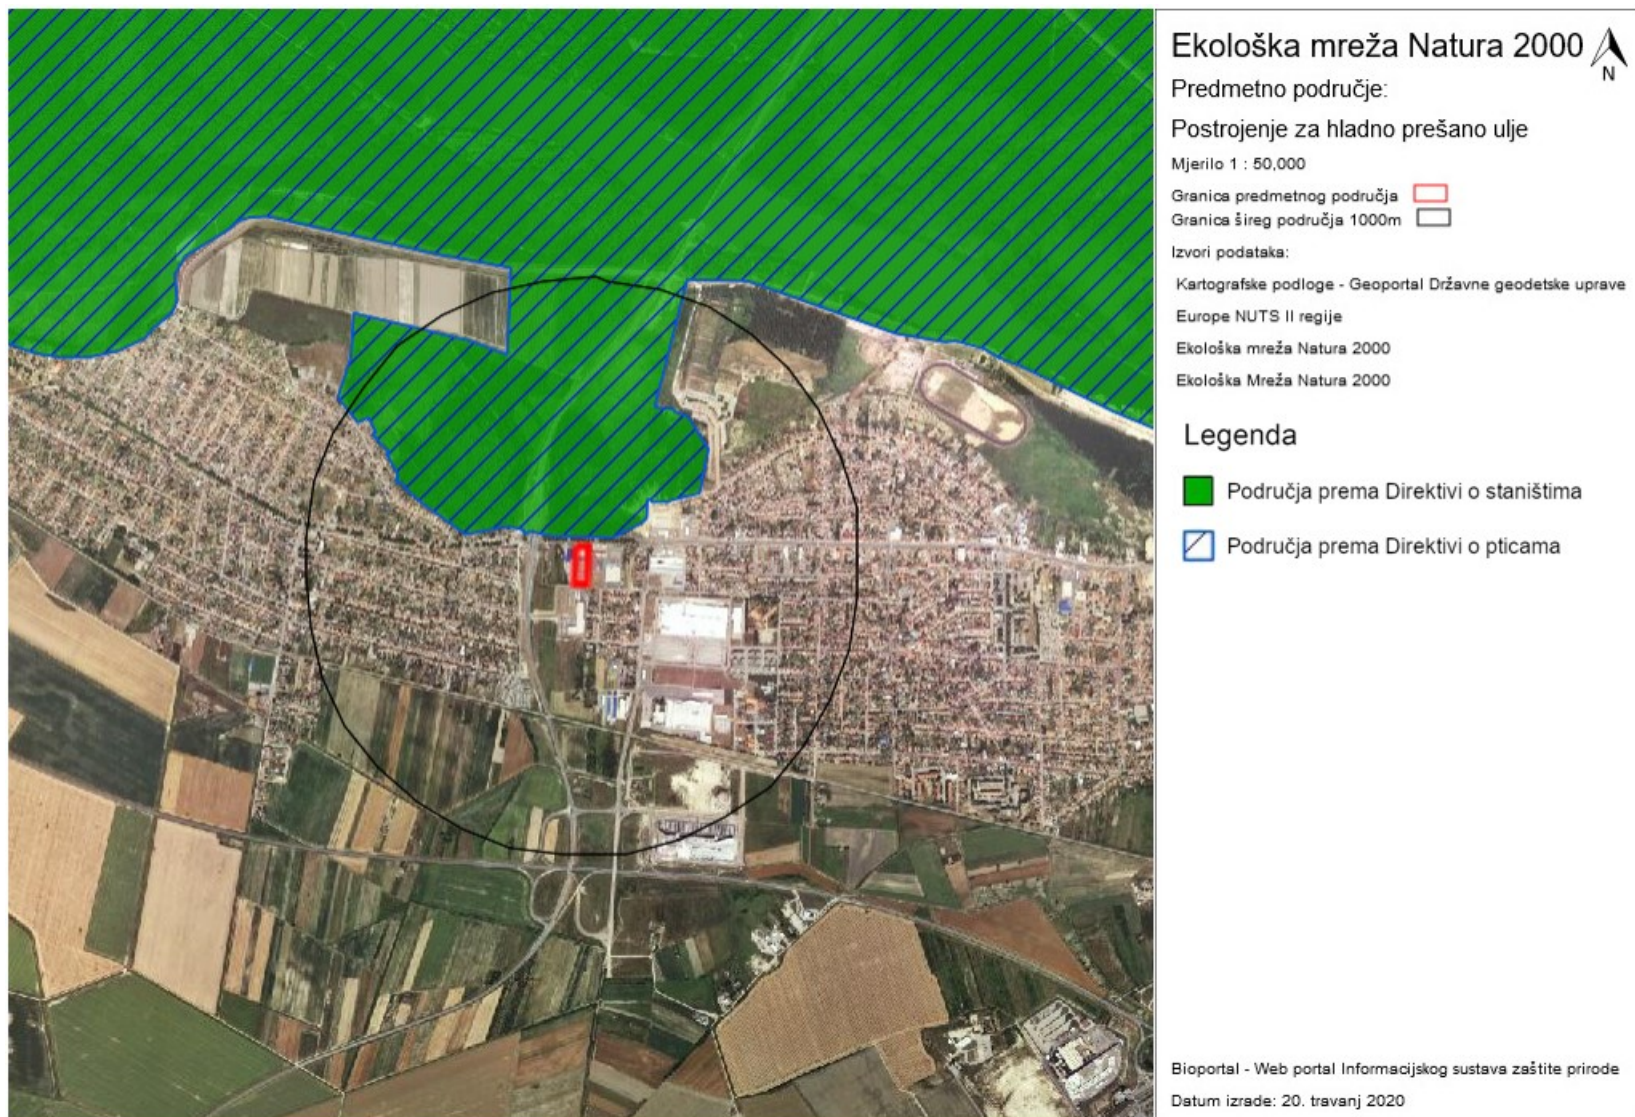 Ekološka mreža Natura 2000
N
Predmetno područje:
Postrojenje za hladno prešano ulje
Mjerilo 1 : 50,000
Granica predmetnog područja
Granica šireg područja 1000m
Izvori podataka:
Kartografske podloge - Geoportal Državne geodetske uprave
Europe NUTS II regije
Ekološka mreža Natura 2000
Ekološka Mreža Natura 2000
Legenda
Područja prema Direktivi o staništima
Područja prema Direktivi o pticama
Bioportal - Web portal Informacijskog sustava zaštite prirode
Datum izrade: 20. travanj 2020